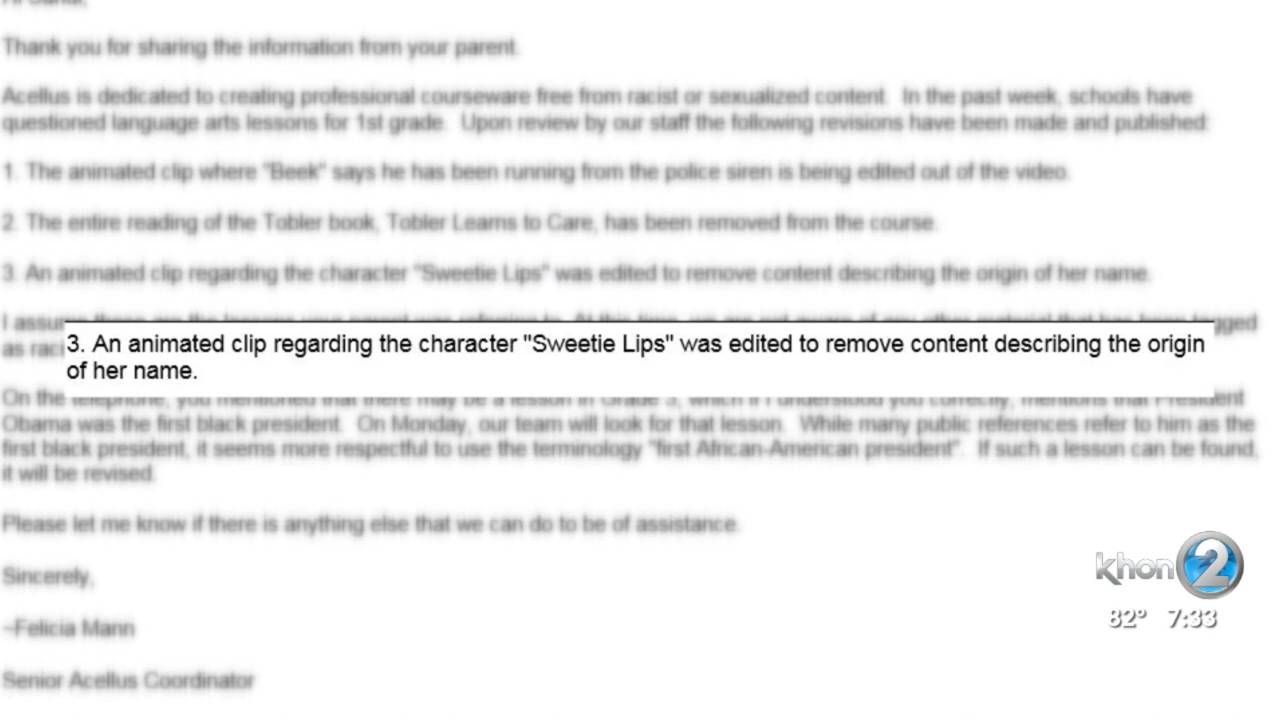 Thank you for sharing the information from your parent.
Acellus is dedicated to creating professional courseware free from racist or sexualized content. In the past week, schools have
questioned language arts lessons for 1st grade. Upon review by our staff the following revisions have been made and published:
1. The animated clip where "Beek" says he has been running from the police siren is being edited out of the video.
2. The entire reading of the Tobler book, Tobler Learns to Care, has been removed from the course.
3. An animated clip regarding the character "Sweetie Lips" was edited to remove content describing the origin of her name.
I
as
3. An animated clip regarding the character "Sweetie Lips" was edited to remove content describing the origin
of her name.
On the
Obama was the first black president. On Monday, our team will look for that lesson. While many public references refer to him as the
first black president, it seems more respectful to use the terminology "first African-American president". If such a lesson can be found,
it will be revised.
Please let me know if there is anything else that we can do to be of assistance.
Sincerely,
~Felicia Mann
Senior Acellus Coordinator
khon 2
82° 7:33